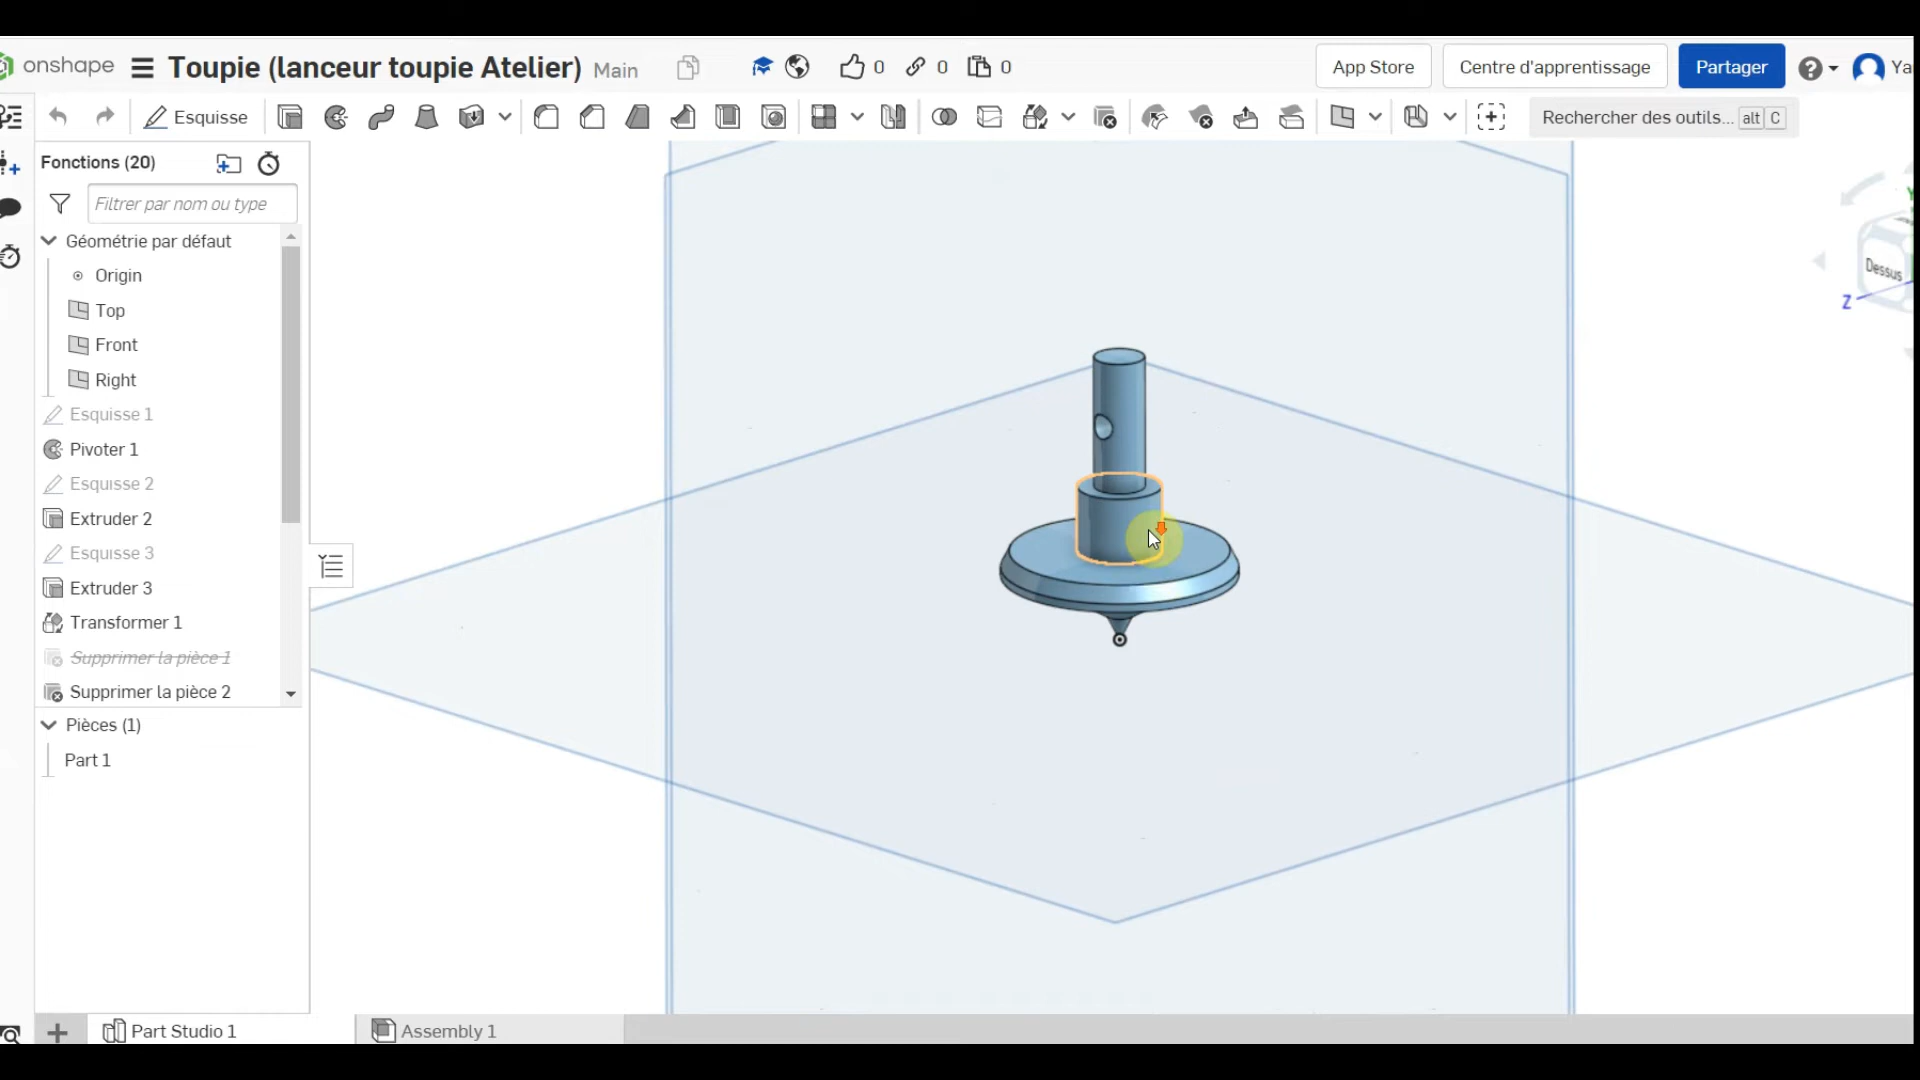 onshape Toupie (lanceur toupie Atelier) Main 0 0 0 App Store Centre d'apprentissage Partager
Esquisse Rechercher des outils... alt C
Fonctions (20)
Filtrer par nom ou type
Géométrie par défaut
Origin
Top
Front
Right
Esquisse 1
Pivoter 1
Esquisse 2
Extruder 2
Esquisse 3
Extruder 3
Transformer 1
Supprimer la pièce 1
Supprimer la pièce 2
Pièces (1)
Part 1
Dessus
Z
Part Studio 1 Assembly 1